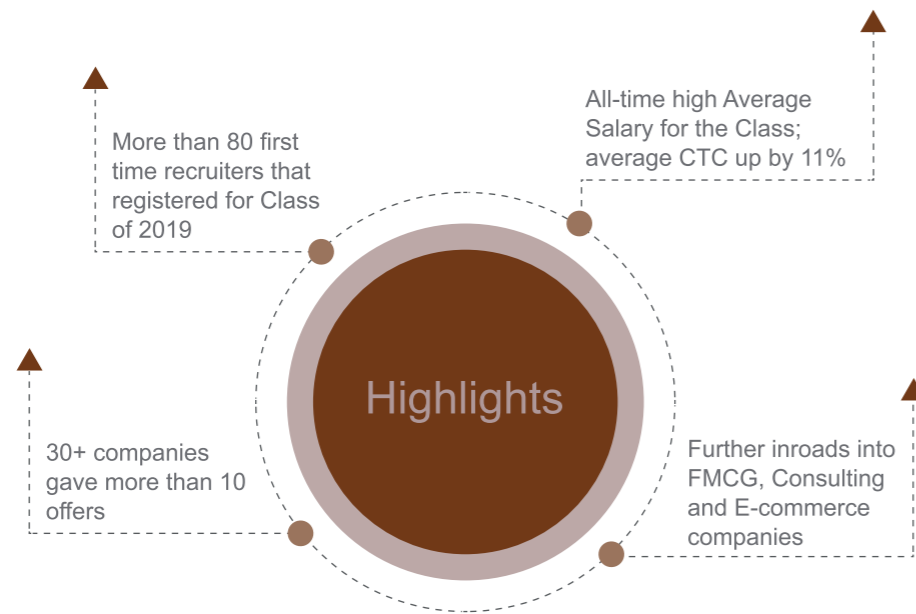 More than 80 first
time recruiters that
registered for Class
of 2019
All-time high Average
Salary for the Class;
average CTC up by 11%
Highlights
30+ companies
gave more than 10
offers
Further inroads into
FMCG, Consulting
and E-commerce
companies